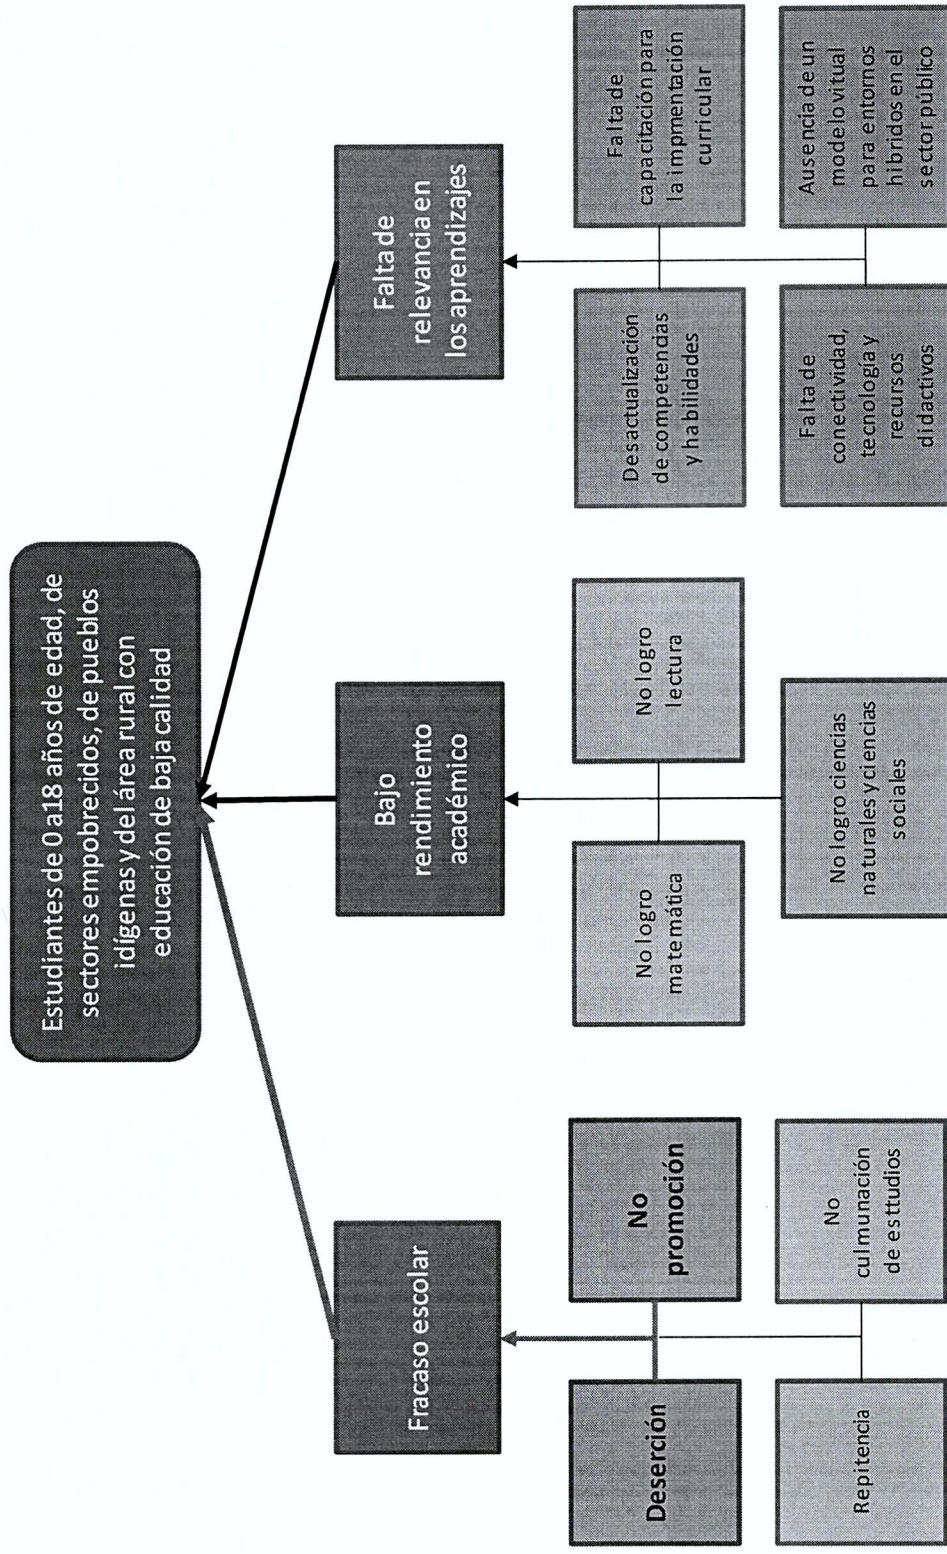 Estudiantes de 0 a 18 años de edad, de
sectores empobrecidos, de pueblos
idígenas y del área rural con
educación de baja calidad
Fracaso escolar
Bajo
rendimiento
académico
Falta de
relevancia en
los aprendizajes
Deserción
No
promoción
Repitencia
No
culmunación
de esttudios
No logro
matemática
No logro
lectura
No logro ciencias
naturales y ciencias
sociales
Desactualización
de competendas
y habilidades
Falta de
capacitación para
la impmentación
curricular
Falta de
conectividad,
tecnología y
recursos
didactivos
Ausencia de un
modelo vitual
para entornos
hibridos en el
sector público